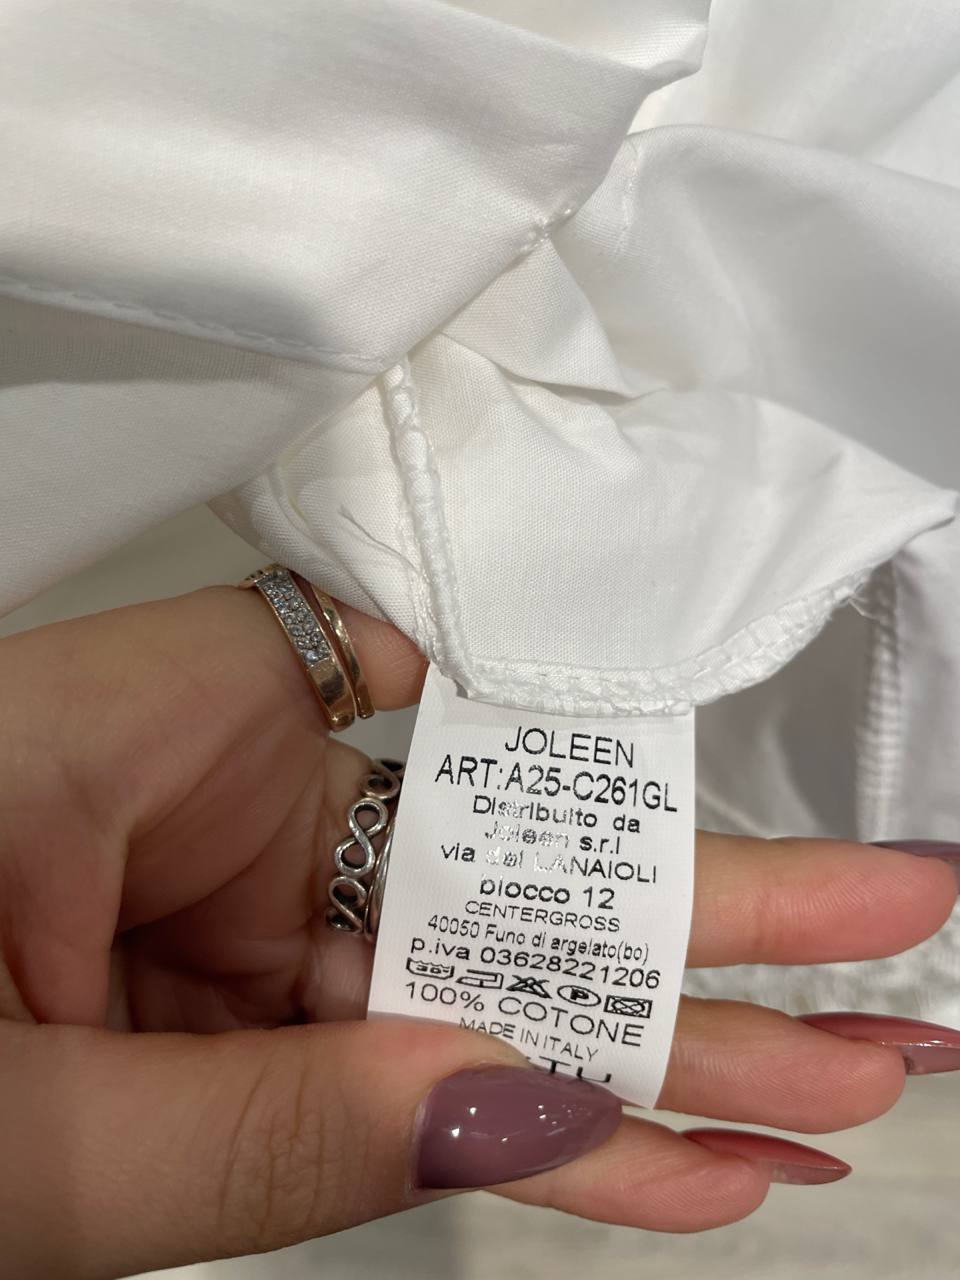 JOLEEN
ART:A25-C261GL
Distribuito da
Joleen s.r.l
via dei LANAIOLI
blocco 12
CENTERGROSS
40050 Funo di argelato(bo)
p.iva 03628221206
30 P
100% COTONE
MADE IN ITALY